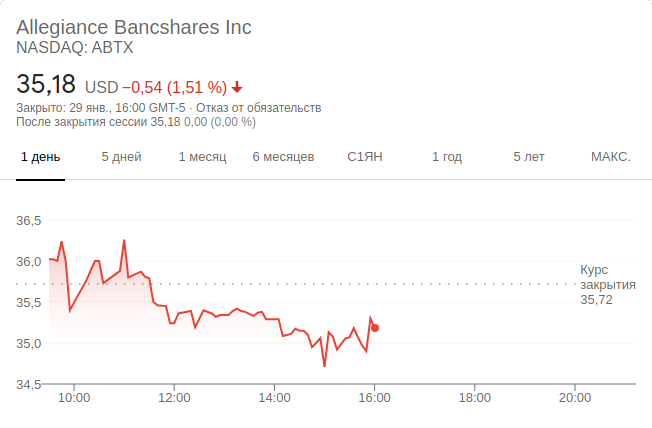 Allegiance Bancshares Inc
NASDAQ: ABTX
35,18 USD −0,54 (1,51 %)
Закрыто: 29 янв., 16:00 GMT-5 · Отказ от обязательств
После закрытия сессии 35,18 0,00 (0,00 %)
1 день 5 дней 1 месяц 6 месяцев С1ЯН 1 год 5 лет МАКС.
36,5
36,0
35,5
35,0
34,5
Курс
закрытия
35,72
10:00 12:00 14:00 16:00 18:00 20:00